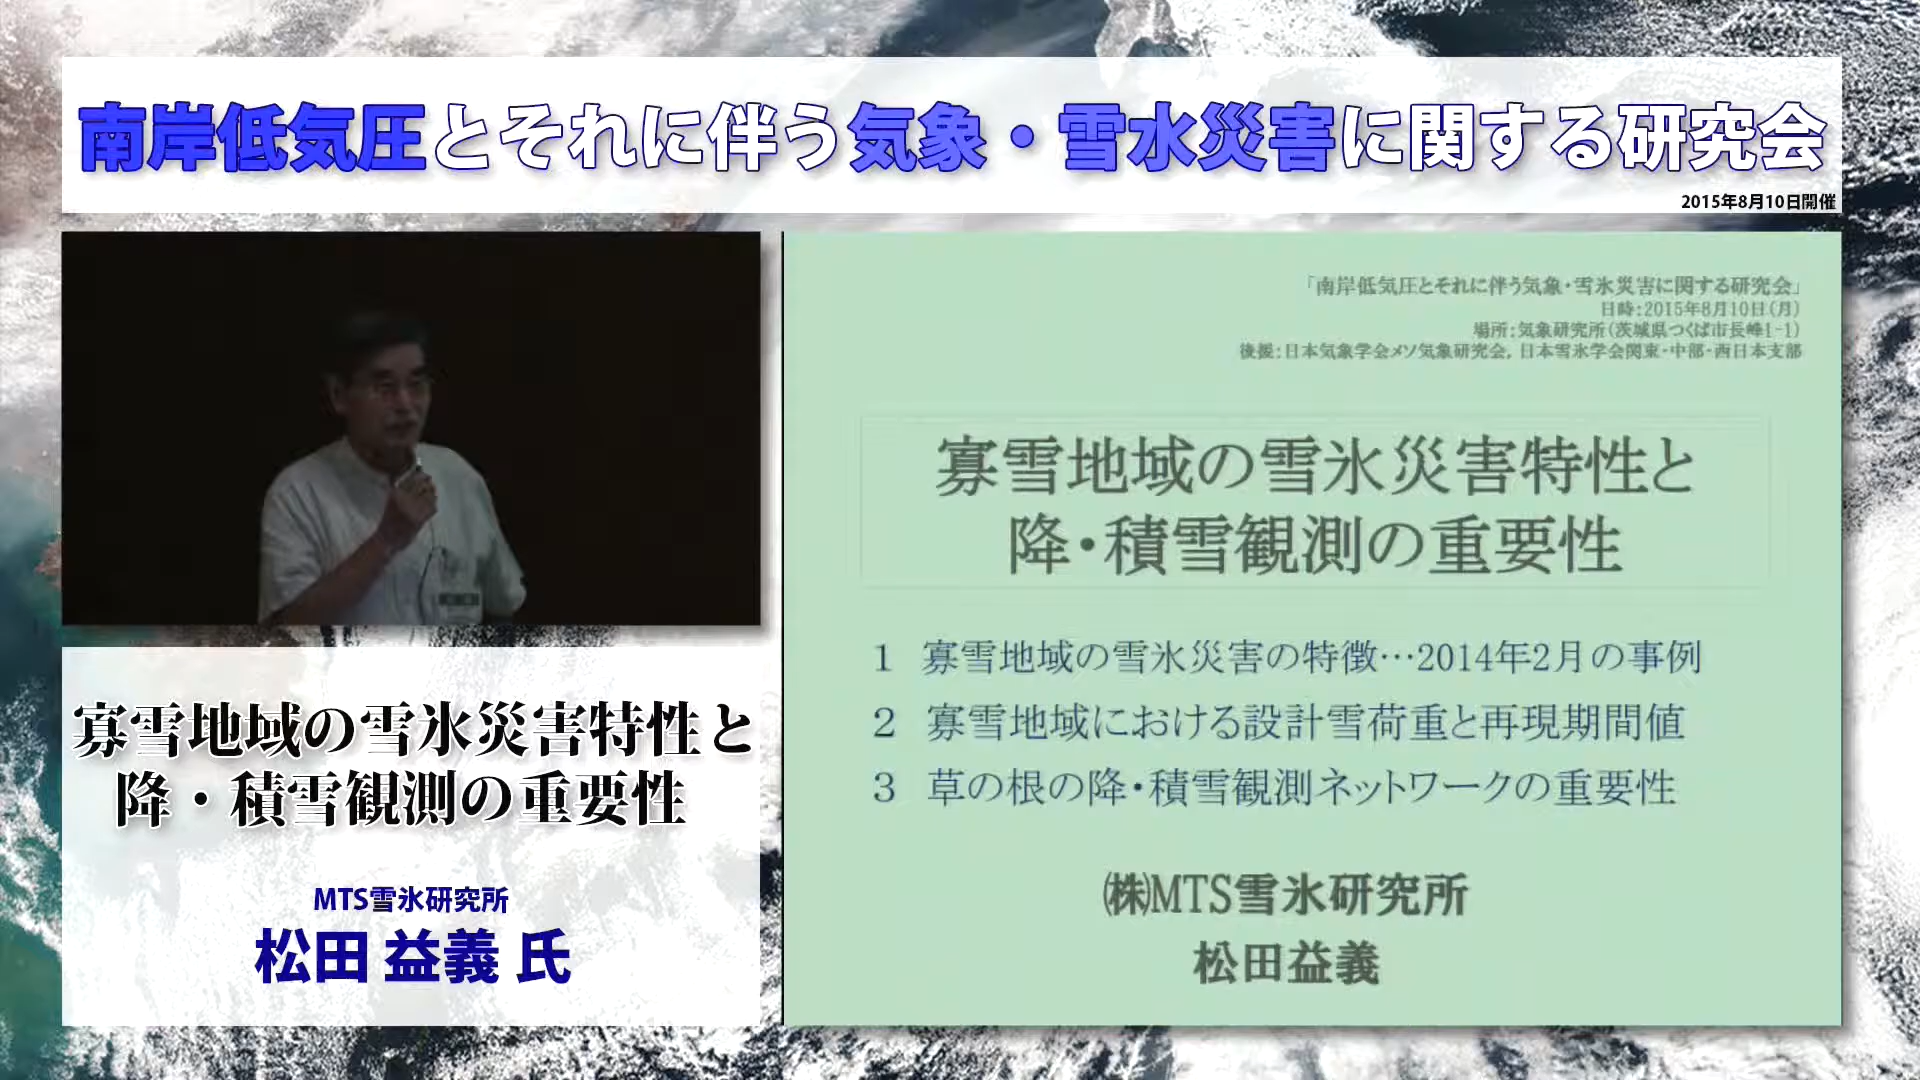 南岸低気圧とそれに伴う気象・雪氷災害に関する研究会
2015年8月10日開催
寡雪地域の雪氷災害特性と
降・積雪観測の重要性
MTS雪氷研究所
松田 益義 氏
「南岸低気圧とそれに伴う気象・雪氷災害に関する研究会」
日時：2015年8月10日（月）
場所：気象研究所（茨城県つくば市長峰1-1）
後援：日本気象学会メソ気象研究会，日本雪氷学会関東・中部・西日本支部
寡雪地域の雪氷災害特性と
降・積雪観測の重要性
1 寡雪地域の雪氷災害の特徴…2014年2月の事例
2 寡雪地域における設計雪荷重と再現期間値
3 草の根の降・積雪観測ネットワークの重要性
㈱MTS雪氷研究所
松田益義